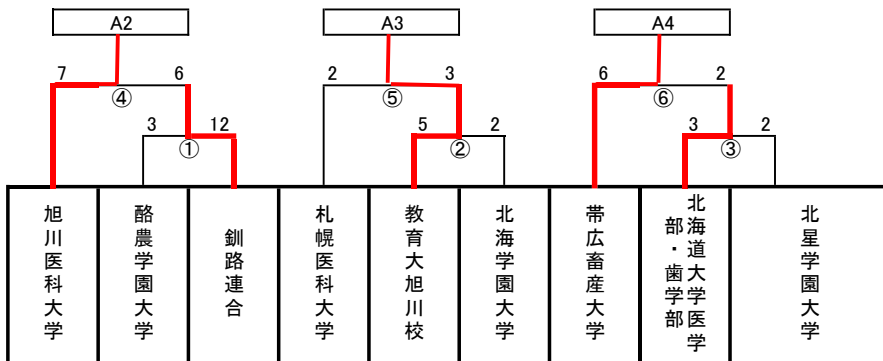 A2
A3
A4
7
6
2
3
6
2
④
⑤
⑥
3
12
5
2
3
2
①
②
③
旭川医科大学
酪農学園大学
釧路連合
札幌医科大学
教育大旭川校
北海学園大学
帯広畜産大学
北海道大学医学
部・歯学部
北星学園大学